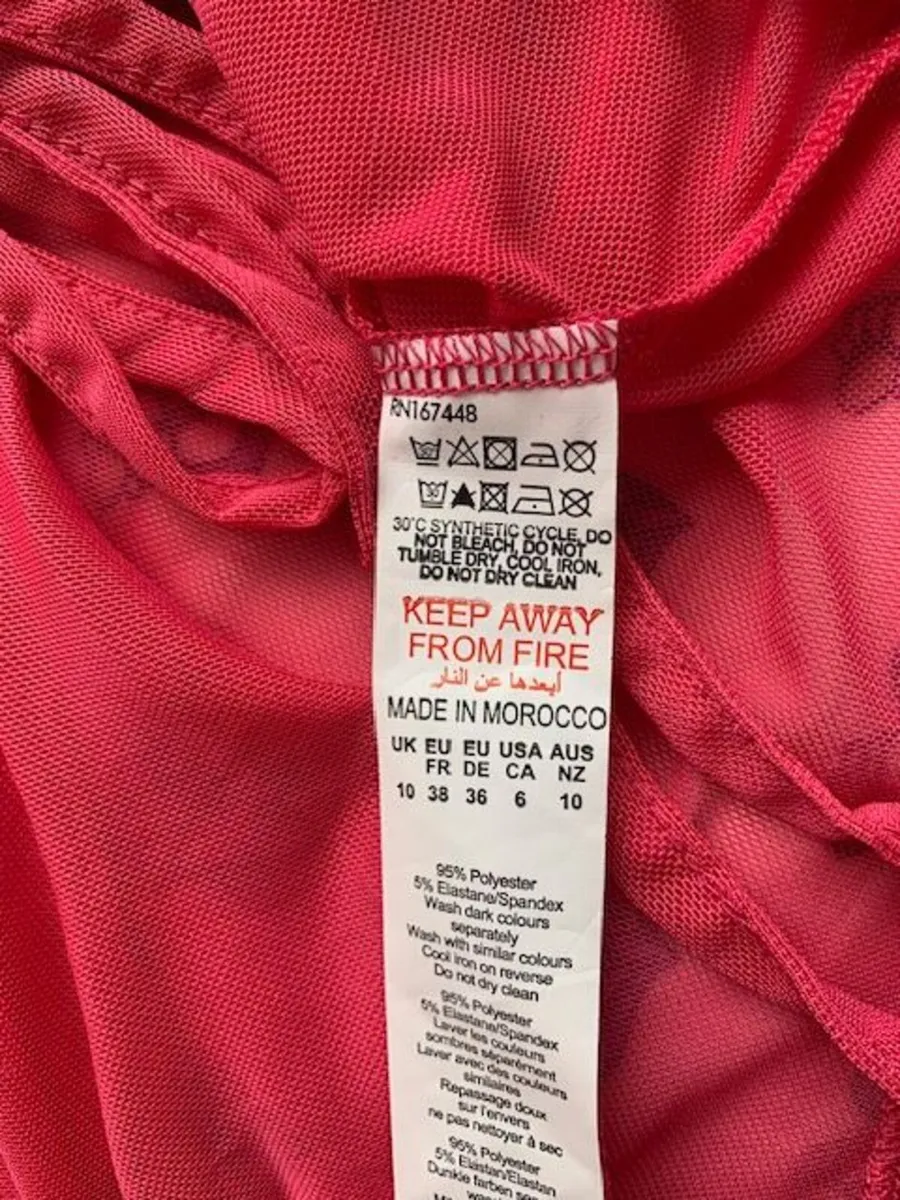 RN167448
30°C SYNTHETIC CYCLE, DO
NOT BLEACH, DO NOT
TUMBLE DRY, COOL IRON,
DO NOT DRY CLEAN
KEEP AWAY
FROM FIRE
أبعدها عن النار
MADE IN MOROCCO
UK EU EU USA AUS
FR DE CA NZ
10 38 36 6 10
95% Polyester
5% Elastane/Spandex
Wash dark colours
separately
Wash with similar colours
Cool iron on reverse
Do not dry clean
95% Polyester
5% Elastane/Spandex
Laver les couleurs
sombres séparément
Laver avec des couleurs
similaires
Repassage doux
sur l'envers
ne pas nettoyer à sec
95% Polyester
5% Elastan/Elastan
Dunkle farben